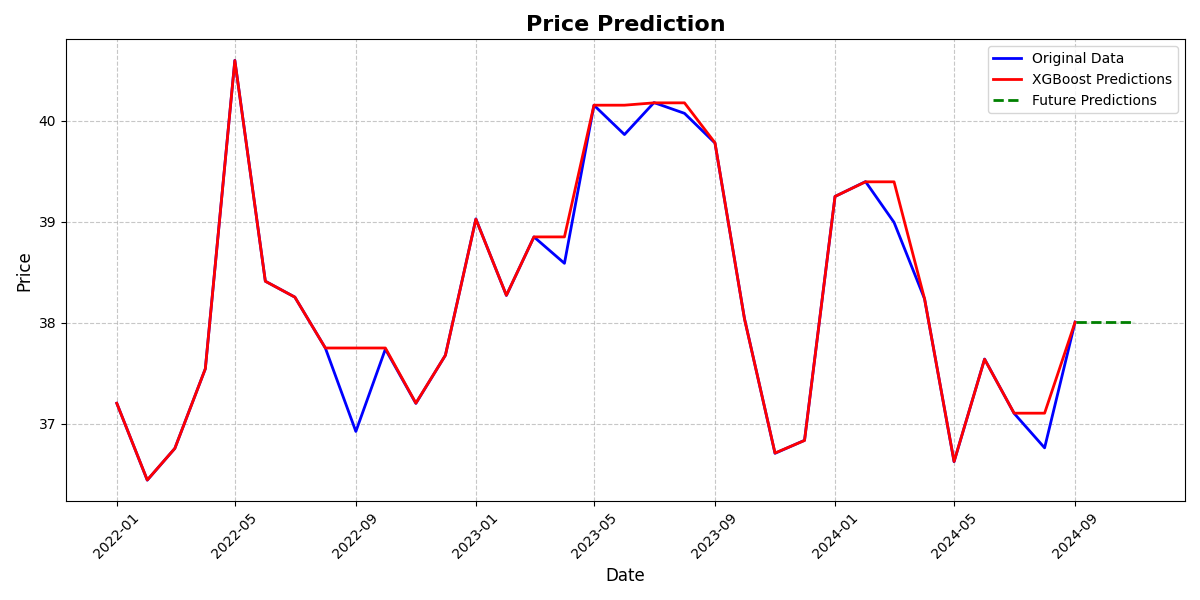 Price Prediction
Original Data
XGBoost Predictions
Future Predictions
Price
40
39
38
37
2022-01
2022-05
2022-09
2023-01
2023-05
2023-09
2024-01
2024-05
2024-09
Date